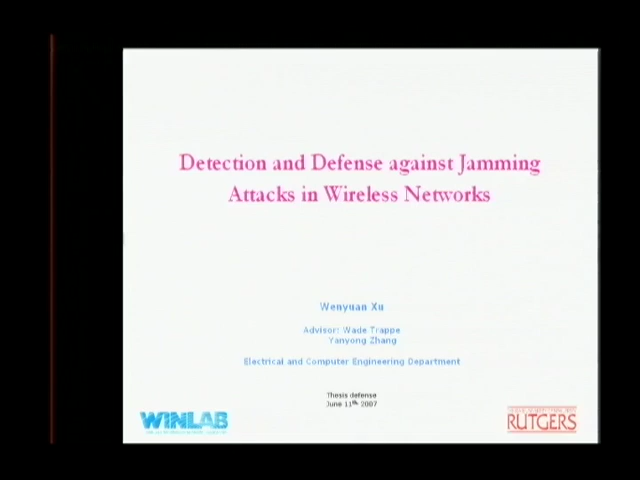 Detection and Defense against Jamming
Attacks in Wireless Networks
Wenyuan Xu
Advisor: Wade Trappe
Yanyong Zhang
Electrical and Computer Engineering Department
Thesis defense
June 11th, 2007
WINLAB
RUTGERS